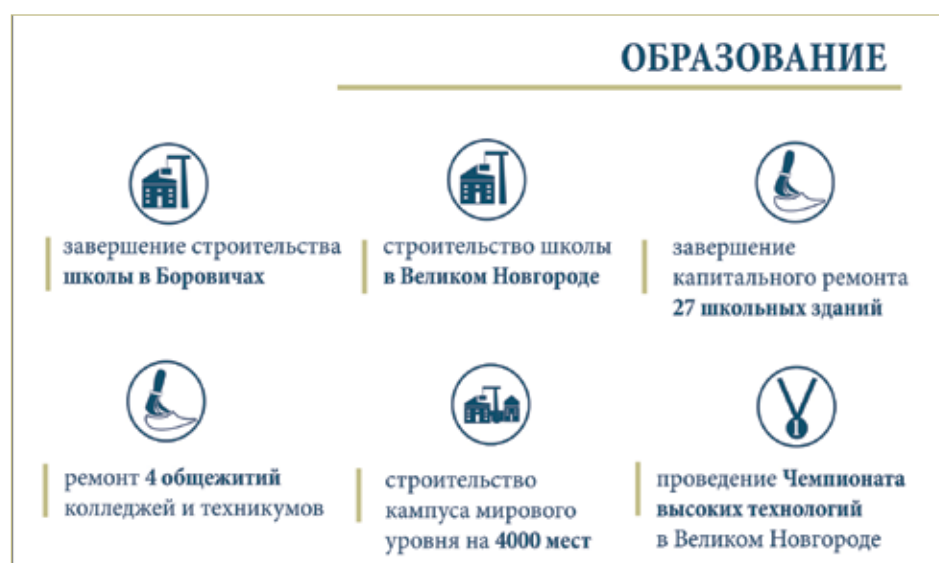 ОБРАЗОВАНИЕ
завершение строительства
школы в Боровичах
строительство школы
в Великом Новгороде
завершение
капитального ремонта
27 школьных зданий
ремонт 4 общежитий
колледжей и техникумов
строительство
кампуса мирового
уровня на 4000 мест
1
проведение Чемпионата
высоких технологий
в Великом Новгороде